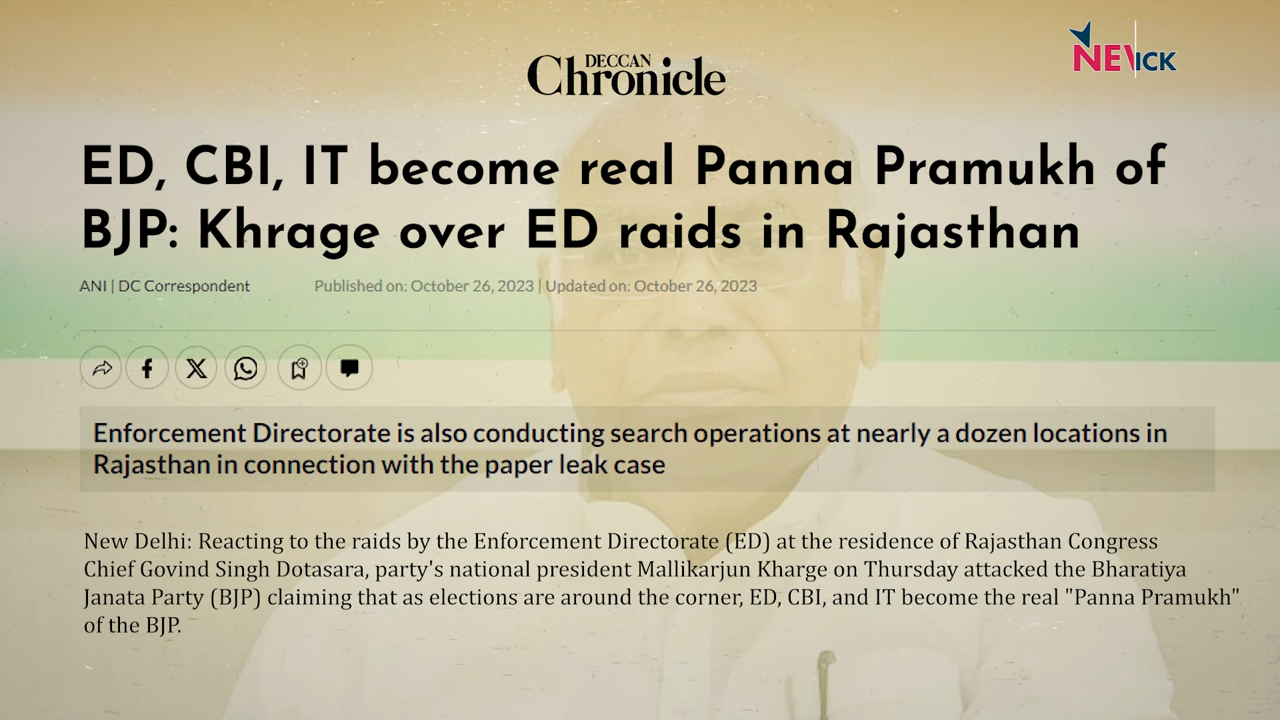 DECCAN
Chronicle
ED, CBI, IT become real Panna Pramukh of
BJP: Khrage over ED raids in Rajasthan
ANI | DC Correspondent Published on: October 26, 2023 | Updated on: October 26, 2023
Enforcement Directorate is also conducting search operations at nearly a dozen locations in
Rajasthan in connection with the paper leak case
New Delhi: Reacting to the raids by the Enforcement Directorate (ED) at the residence of Rajasthan Congress
Chief Govind Singh Dotasara, party's national president Mallikarjun Kharge on Thursday attacked the Bharatiya
Janata Party (BJP) claiming that as elections are around the corner, ED, CBI, and IT become the real "Panna Pramukh"
of the BJP.